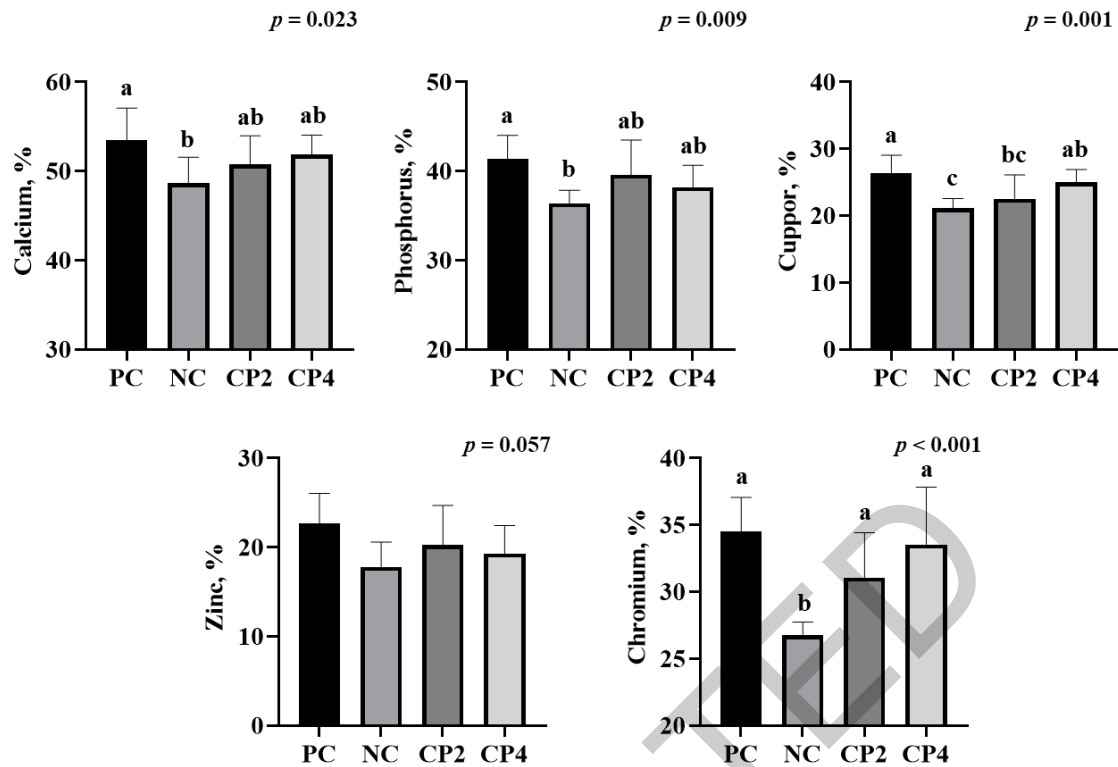 p = 0.023
p = 0.009
p = 0.001
60
50
40
30
Calcium, %
a
b
ab
ab
PC NC CP2 CP4
50
40
30
20
Phosphorus, %
a
b
ab
ab
PC NC CP2 CP4
40
30
20
10
0
Cuppor, %
a
c
bc
ab
PC NC CP2 CP4
p = 0.057
p < 0.001
30
20
10
0
Zinc, %
PC NC CP2 CP4
40
35
30
25
20
Chromium, %
a
b
a
a
PC NC CP2 CP4
TED